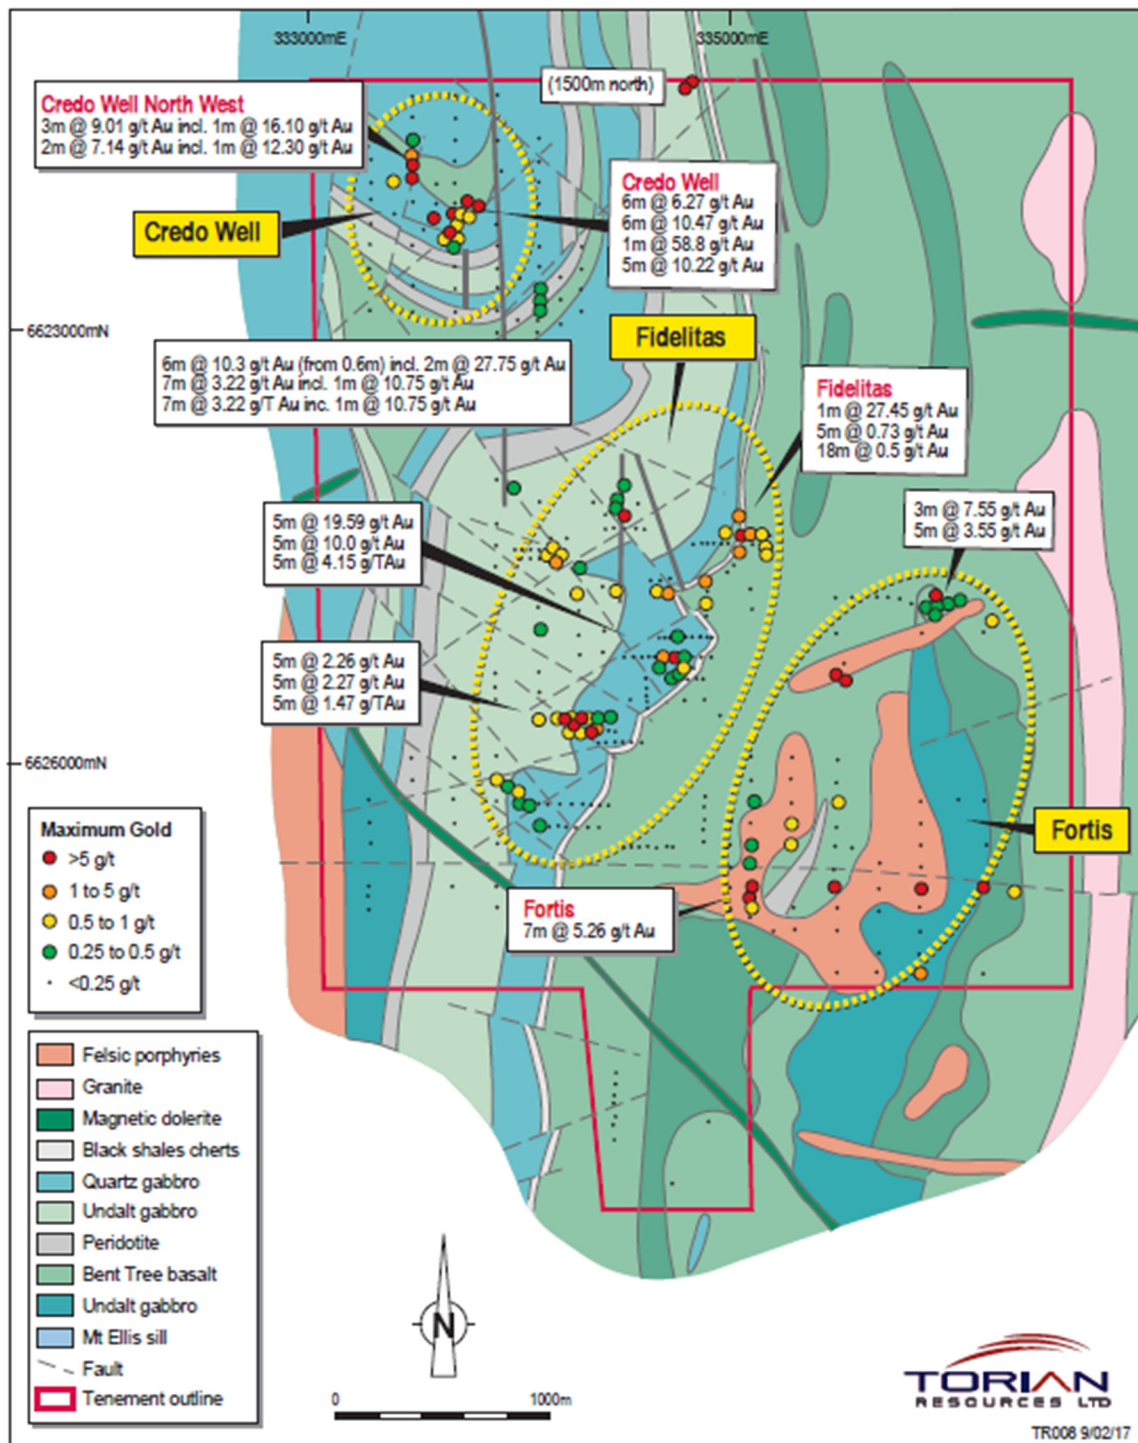 333000mE
335000mE
(1500m north)
Credo Well North West
3m @ 9.01 g/t Au incl. 1m @ 16.10 g/t Au
2m @ 7.14 g/t Au incl. 1m @ 12.30 g/t Au
Credo Well
Credo Well
6m @ 6.27 g/t Au
6m @ 10.47 g/t Au
1m @ 58.8 g/t Au
5m @ 10.22 g/t Au
6623000mN
Fidelitas
6m @ 10.3 g/t Au (from 0.6m) incl. 2m @ 27.75 g/t Au
7m @ 3.22 g/t Au incl. 1m @ 10.75 g/t Au
7m @ 3.22 g/T Au inc. 1m @ 10.75 g/t Au
Fidelitas
1m @ 27.45 g/t Au
5m @ 0.73 g/t Au
18m @ 0.5 g/t Au
3m @ 7.55 g/t Au
5m @ 3.55 g/t Au
5m @ 19.59 g/t Au
5m @ 10.0 g/t Au
5m @ 4.15 g/TAu
5m @ 2.26 g/t Au
5m @ 2.27 g/t Au
5m @ 1.47 g/TAu
6626000mN
Fortis
Fortis
7m @ 5.26 g/t Au
Maximum Gold
>5 g/t
1 to 5 g/t
0.5 to 1 g/t
0.25 to 0.5 g/t
<0.25 g/t
Felsic porphyries
Granite
Magnetic dolerite
Black shales cherts
Quartz gabbro
Undalt gabbro
Peridotite
Bent Tree basalt
Undalt gabbro
Mt Ellis sill
Fault
Tenement outline
N
0 1000m
TORIAN
RESOURCES LTD
TR008 9/02/17